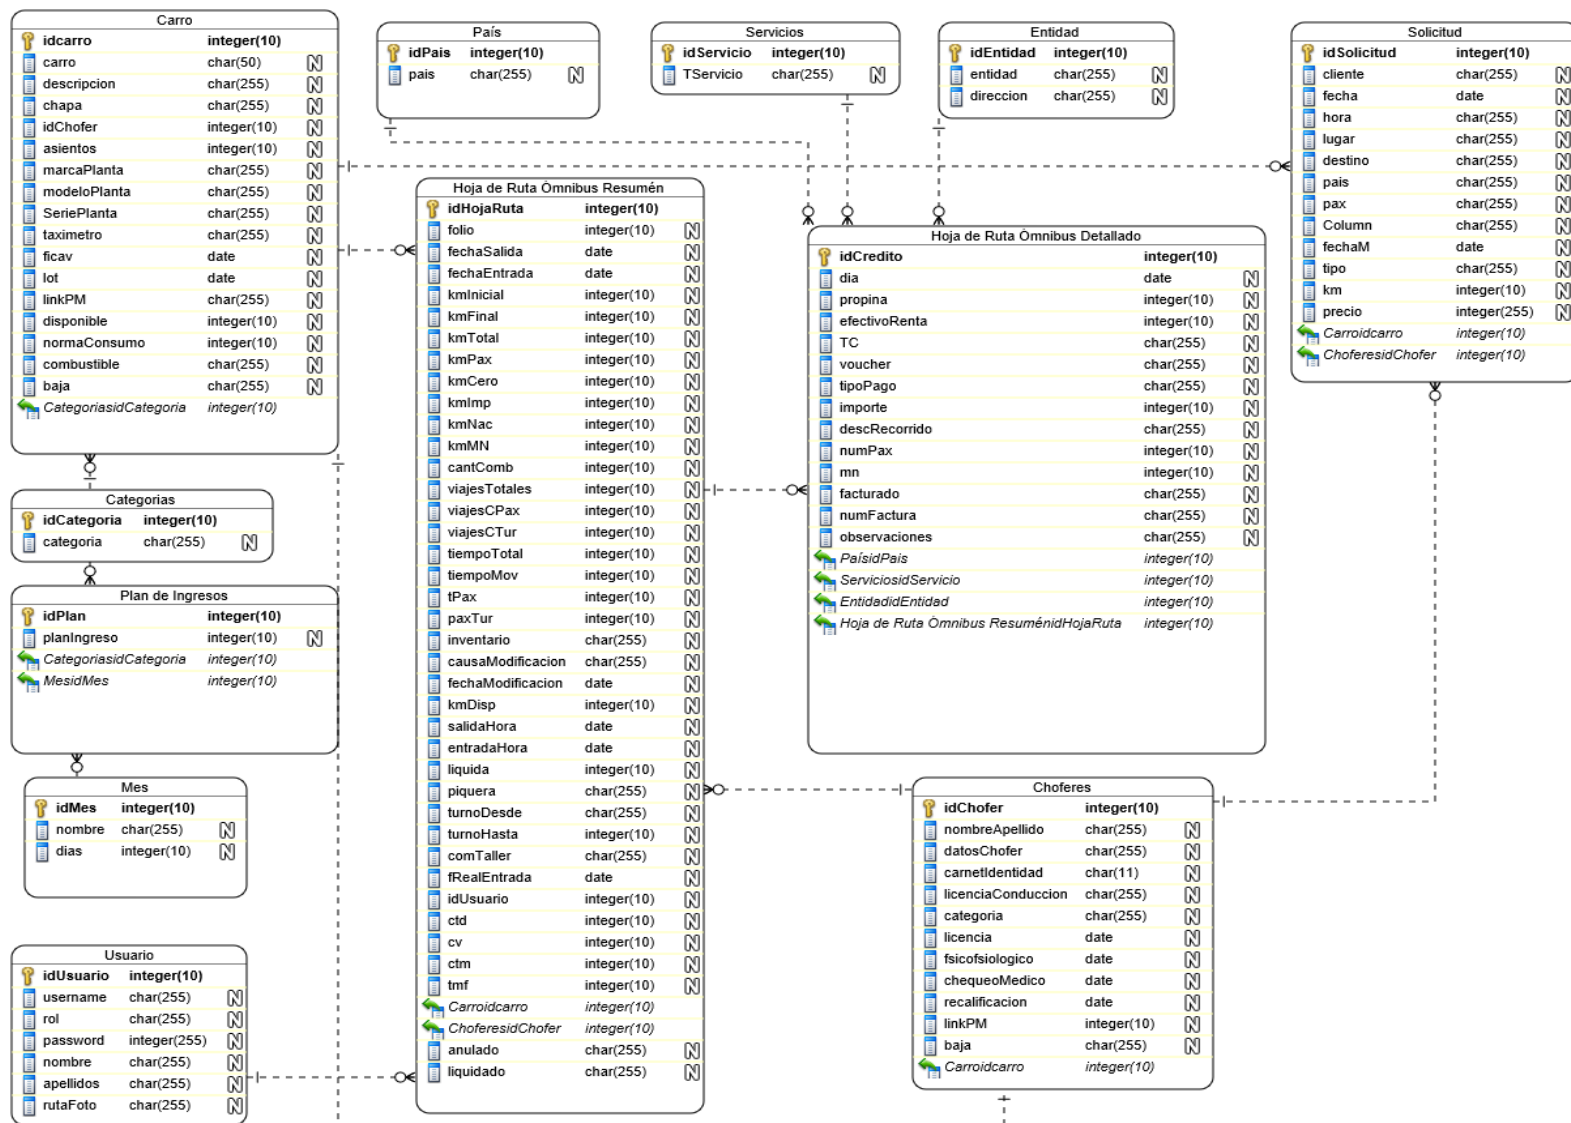 Carro
idcarro integer(10)
carro char(50) N
descripcion char(255) N
chapa char(255) N
idChofer integer(10) N
asientos integer(10) N
marcaPlanta char(255) N
modeloPlanta char(255) N
SeriePlanta char(255) N
taximetro char(255) N
ficav date N
lot date N
linkPM char(255) N
disponible integer(10) N
normaConsumo integer(10) N
combustible char(255) N
baja char(255) N
CategoriasidCategoria integer(10)
País
idPais integer(10)
pais char(255) N
Servicios
idServicio integer(10)
TServicio char(255) N
Entidad
idEntidad integer(10)
entidad char(255) N
direccion char(255) N
Solicitud
idSolicitud integer(10)
cliente char(255) N
fecha date N
hora char(255) N
lugar char(255) N
destino char(255) N
pais char(255) N
pax char(255) N
Column char(255) N
fechaM date N
tipo char(255) N
km integer(10) N
precio integer(255) N
Carroidcarro integer(10)
ChoferesidChofer integer(10)
Hoja de Ruta Ómnibus Resumén
idHojaRuta integer(10)
folio integer(10) N
fechaSalida date N
fechaEntrada date N
kmInicial integer(10) N
kmFinal integer(10) N
kmTotal integer(10) N
kmPax integer(10) N
kmCero integer(10) N
kmImp integer(10) N
kmNac integer(10) N
kmMN integer(10) N
cantComb integer(10) N
viajesTotales integer(10) N
viajesCPax integer(10) N
viajesCTur integer(10) N
tiempoTotal integer(10) N
tiempoMov integer(10) N
tPax integer(10) N
paxTur integer(10) N
inventario char(255) N
causaModificacion char(255) N
fechaModificacion date N
kmDisp integer(10) N
salidaHora date N
entradaHora date N
liquida integer(10) N
piquera char(255) N
turnoDesde char(255) N
turnoHasta integer(10) N
comTaller char(255) N
fRealEntrada date N
idUsuario integer(10) N
ctd integer(10) N
cv integer(10) N
ctm integer(10) N
tmf integer(10) N
Carroidcarro integer(10)
ChoferesidChofer integer(10)
anulado char(255) N
liquidado char(255) N
Hoja de Ruta Ómnibus Detallado
idCredito integer(10)
dia date N
propina integer(10) N
efectivoRenta integer(10) N
TC char(255) N
voucher char(255) N
tipoPago char(255) N
importe integer(10) N
descRecorrido char(255) N
numPax integer(10) N
mn integer(10) N
facturado char(255) N
numFactura char(255) N
observaciones char(255) N
PaísidPais integer(10)
ServiciosidServicio integer(10)
EntidadidEntidad integer(10)
Hoja de Ruta Ómnibus ResuménidHojaRuta integer(10)
Categorias
idCategoria integer(10)
categoria char(255) N
Plan de Ingresos
idPlan integer(10)
planIngreso integer(10) N
CategoriasidCategoria integer(10)
MesidMes integer(10)
Mes
idMes integer(10)
nombre char(255) N
dias integer(10) N
Choferes
idChofer integer(10)
nombreApellido char(255) N
datosChofer char(255) N
carnetIdentidad char(11) N
licenciaConduccion char(255) N
categoria char(255) N
licencia date N
fsicofsiologico date N
chequeoMedico date N
recalificacion date N
linkPM integer(10) N
baja char(255) N
Carroidcarro integer(10)
Usuario
idUsuario integer(10)
username char(255) N
rol char(255) N
password integer(255) N
nombre char(255) N
apellidos char(255) N
rutaFoto char(255) N